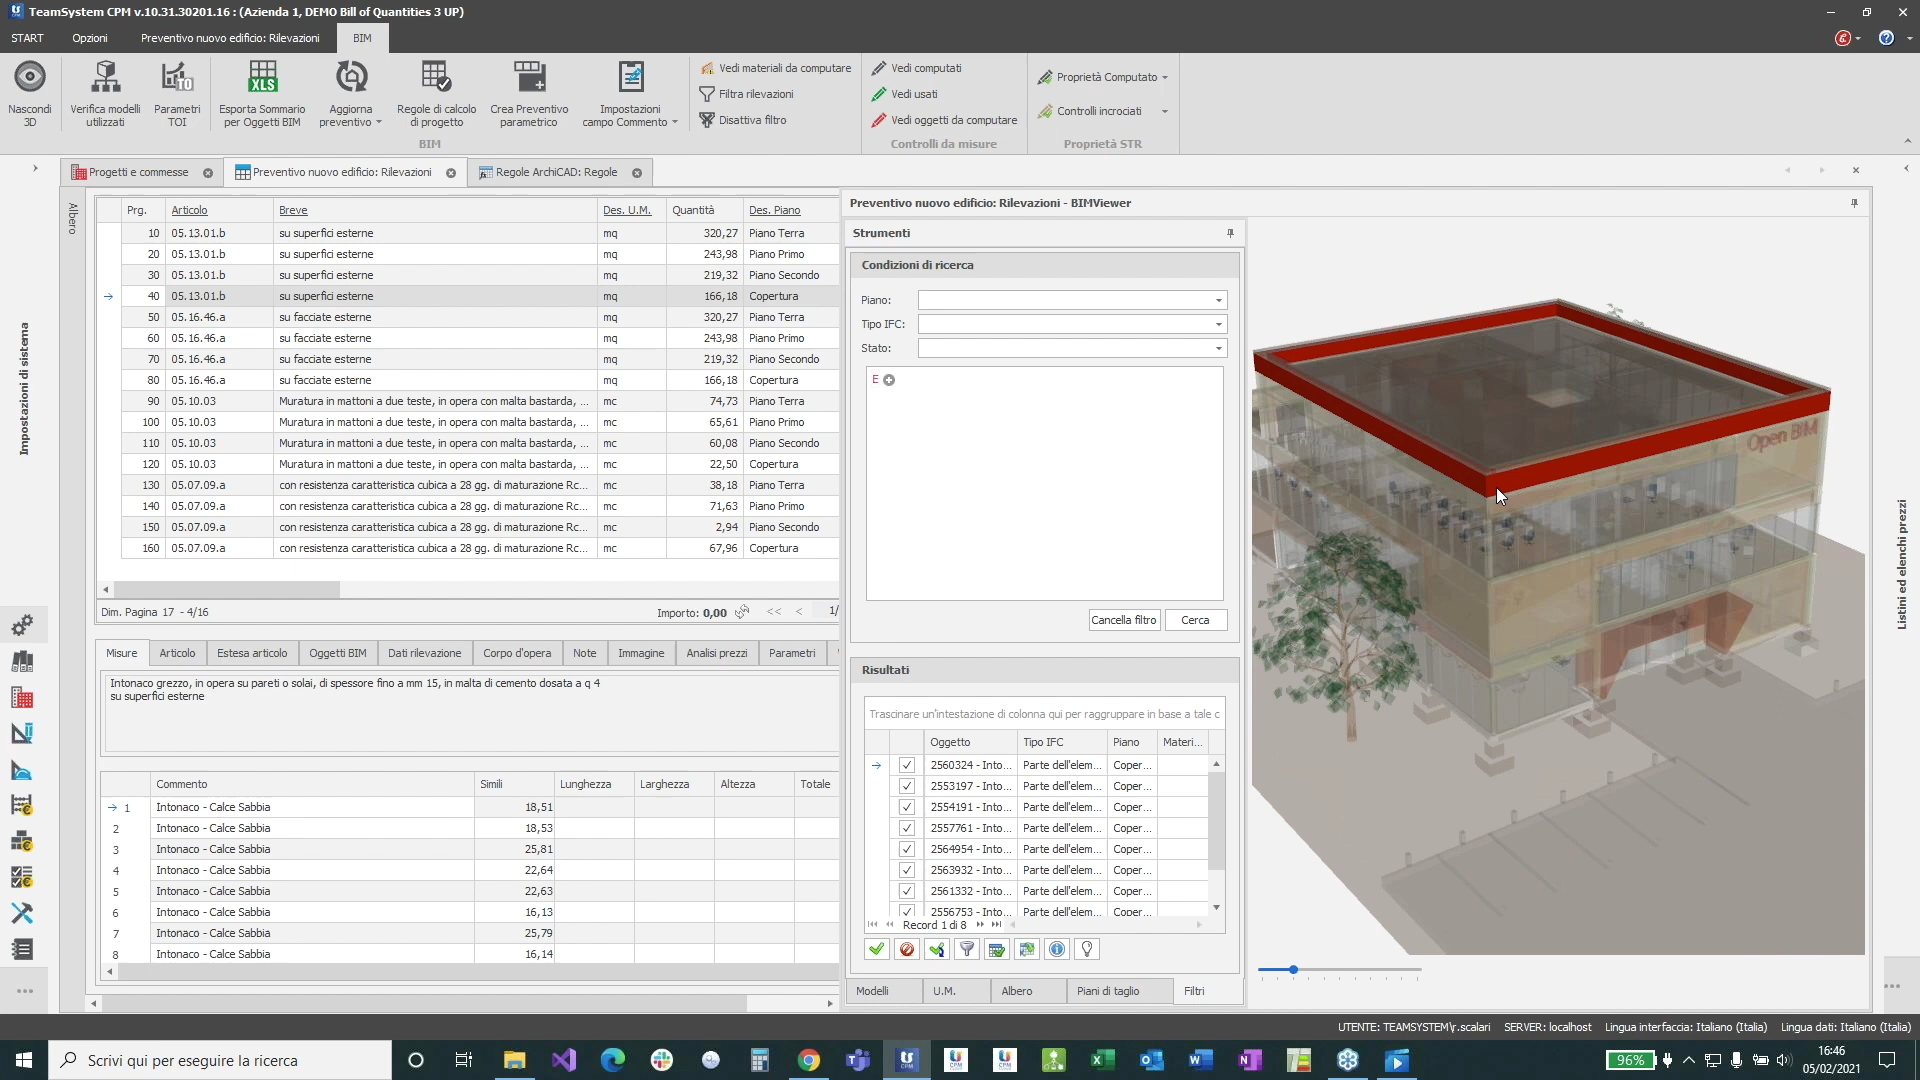 TeamSystem CPM v.10.31.30201.16 : (Azienda 1, DEMO Bill of Quantities 3 UP)
START Opzioni Preventivo nuovo edificio: Rilevazioni BIM
Nascondi 3D
Verifica modelli utilizzati
Parametri TOI
Esporta Sommario per Oggetti BIM
Aggiorna preventivo
Regole di calcolo di progetto
Crea Preventivo parametrico
Impostazioni campo Commento
Vedi materiali da computare
Filtra rilevazioni
Disattiva filtro
BIM
Vedi computati
Vedi usati
Vedi oggetti da computare
Controlli da misure
Proprietà Computato
Controlli incrociati
Proprietà STR
Progetti e commesse
Preventivo nuovo edificio: Rilevazioni
Regole ArchiCAD: Regole
Impostazioni di sistema
Albero
Prg. Articolo Breve Des. U.M. Quantità Des. Piano
10 05.13.01.b su superfici esterne mq 320,27 Piano Terra
20 05.13.01.b su superfici esterne mq 243,98 Piano Primo
30 05.13.01.b su superfici esterne mq 219,32 Piano Secondo
40 05.13.01.b su superfici esterne mq 166,18 Copertura
50 05.16.46.a su facciate esterne mq 320,27 Piano Terra
60 05.16.46.a su facciate esterne mq 243,98 Piano Primo
70 05.16.46.a su facciate esterne mq 219,32 Piano Secondo
80 05.16.46.a su facciate esterne mq 166,18 Copertura
90 05.10.03 Muratura in mattoni a due teste, in opera con malta bastarda, ... mc 74,73 Piano Terra
100 05.10.03 Muratura in mattoni a due teste, in opera con malta bastarda, ... mc 65,61 Piano Primo
110 05.10.03 Muratura in mattoni a due teste, in opera con malta bastarda, ... mc 60,08 Piano Secondo
120 05.10.03 Muratura in mattoni a due teste, in opera con malta bastarda, ... mc 22,50 Copertura
130 05.07.09.a con resistenza caratteristica cubica a 28 gg. di maturazione Rc... mc 38,18 Piano Terra
140 05.07.09.a con resistenza caratteristica cubica a 28 gg. di maturazione Rc... mc 71,63 Piano Primo
150 05.07.09.a con resistenza caratteristica cubica a 28 gg. di maturazione Rc... mc 2,94 Piano Secondo
160 05.07.09.a con resistenza caratteristica cubica a 28 gg. di maturazione Rc... mc 67,96 Copertura
Dim. Pagina 17 - 4/16 Importo: 0,00 << < 1/
Misure Articolo Estesa articolo Oggetti BIM Dati rilevazione Corpo d'opera Note Immagine Analisi prezzi Parametri
Intonaco grezzo, in opera su pareti o solai, di spessore fino a mm 15, in malta di cemento dosata a q 4
su superfici esterne
Commento Simili Lunghezza Larghezza Altezza Totale
1 Intonaco - Calce Sabbia 18,51
2 Intonaco - Calce Sabbia 18,53
3 Intonaco - Calce Sabbia 25,81
4 Intonaco - Calce Sabbia 22,64
5 Intonaco - Calce Sabbia 22,63
6 Intonaco - Calce Sabbia 16,13
7 Intonaco - Calce Sabbia 25,79
8 Intonaco - Calce Sabbia 16,14
Preventivo nuovo edificio: Rilevazioni - BIMViewer
Strumenti
Condizioni di ricerca
Piano:
Tipo IFC:
Stato:
E
Cancella filtro Cerca
Risultati
Trascinare un'intestazione di colonna qui per raggruppare in base a tale c
Oggetto Tipo IFC Piano Materi...
2560324 - Into... Parte dell'elem... Coper...
2553197 - Into... Parte dell'elem... Coper...
2554191 - Into... Parte dell'elem... Coper...
2557761 - Into... Parte dell'elem... Coper...
2564954 - Into... Parte dell'elem... Coper...
2563932 - Into... Parte dell'elem... Coper...
2561332 - Into... Parte dell'elem... Coper...
2556753 - Into... Parte dell'elem... Coper...
Record 1 di 8
Modelli U.M. Albero Piani di taglio Filtri
Open BIM
Listini ed elenchi prezzi
UTENTE: TEAMSYSTEM\r.scalari SERVER: localhost Lingua interfaccia: Italiano (Italia) Lingua dati: Italiano (Italia)
Scrivi qui per eseguire la ricerca
96%
16:46
05/02/2021